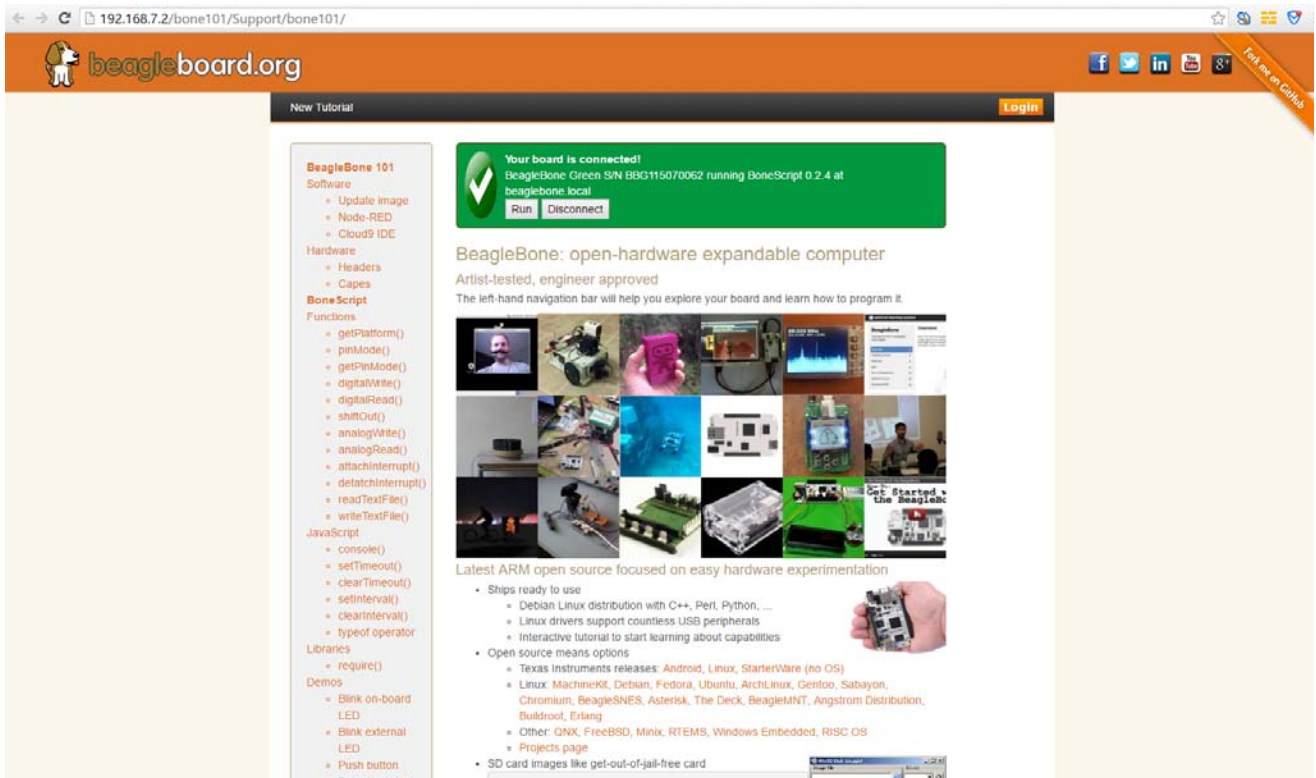 192.168.7.2/bone101/Support/bone101/
beagleboard.org
Fork me on GitHub
New Tutorial
Login
BeagleBone 101
Software
Update image
Node-RED
Cloud9 IDE
Hardware
Headers
Capes
BoneScript
Functions
getPlatform()
pinMode()
getPinMode()
digitalWrite()
digitalRead()
shiftOut()
analogWrite()
analogRead()
attachInterrupt()
detatchInterrupt()
readTextFile()
writeTextFile()
JavaScript
console()
setTimeout()
clearTimeout()
setInterval()
clearInterval()
typeof operator
Libraries
require()
Demos
Blink on-board
LED
Blink external
LED
Push button
Your board is connected!
BeagleBone Green S/N BBG115070062 running BoneScript 0.2.4 at
beaglebone.local
Run Disconnect
BeagleBone: open-hardware expandable computer
Artist-tested, engineer approved
The left-hand navigation bar will help you explore your board and learn how to program it.
BeagleBone
Get Started w
the BeagleBo
Latest ARM open source focused on easy hardware experimentation
Ships ready to use
Debian Linux distribution with C++, Perl, Python, ...
Linux drivers support countless USB peripherals
Interactive tutorial to start learning about capabilities
Open source means options
Texas Instruments releases: Android, Linux, StarterWare (no OS)
Linux: MachineKit, Debian, Fedora, Ubuntu, ArchLinux, Gentoo, Sabayon,
Chromium, BeagleSNES, Asterisk, The Deck, BeagleMNT, Angstrom Distribution,
Buildroot, Erlang
Other: QNX, FreeBSD, Minix, RTEMS, Windows Embedded, RISC OS
Projects page
SD card images like get-out-of-jail-free card